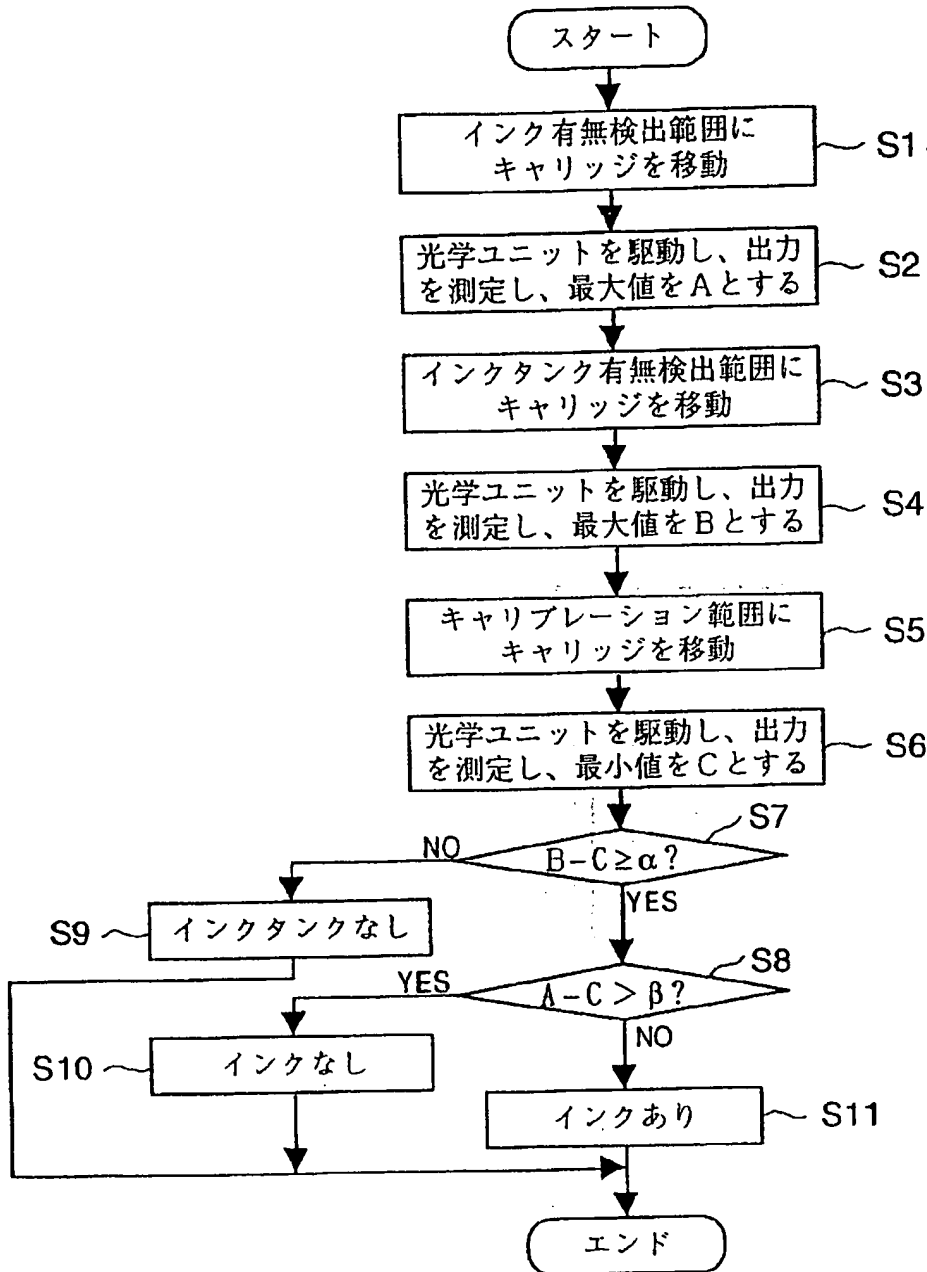 スタート
インク有無検出範囲に
キャリッジを移動
S1
光学ユニットを駆動し、出力
を測定し、最大値をAとする
S2
インクタンク有無検出範囲に
キャリッジを移動
S3
光学ユニットを駆動し、出力
を測定し、最大値をBとする
S4
キャリブレーション範囲に
キャリッジを移動
S5
光学ユニットを駆動し、出力
を測定し、最小値をCとする
S6
S7
B-C≥α?
NO
YES
S9
インクタンクなし
S8
A-C>β?
YES
NO
S10
インクなし
インクあり
S11
エンド